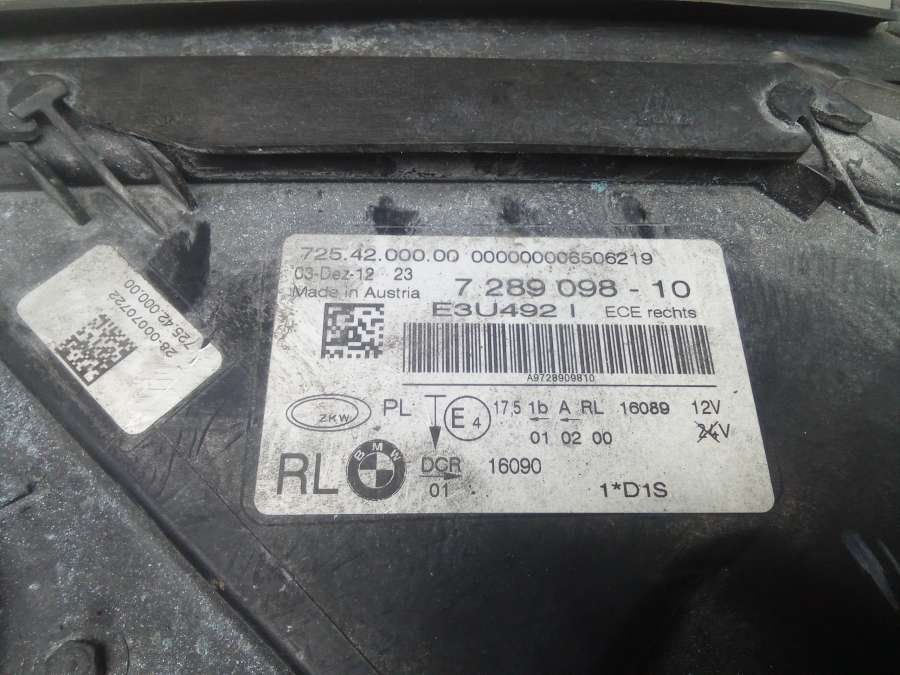 725.42.000.00 000000006506219
03-Dez-12 23
7 289 098 - 10
Made in Austria
E3U492 I ECE rechts
A9728909810
ZKW PL E4 17,5 1b A RL 16089 12V
01 02 00 24V
RL BMW DCR 16090
01 1*D1S
28-00070722
725.42.000.00